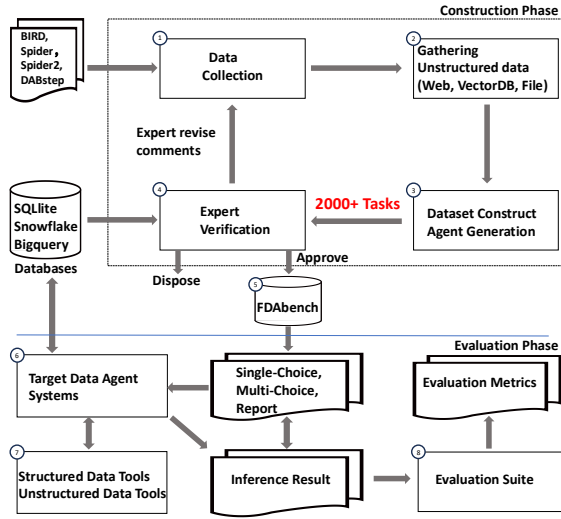 Construction Phase
BIRD,
Spider,
Spider2,
DABstep
1
Data
Collection
2
Gathering
Unstructured data
(Web, VectorDB, File)
Expert revise
comments
SQLlite
Snowflake
Bigquery
Databases
4
Expert
Verification
2000+ Tasks
3
Dataset Construct
Agent Generation
Dispose
Approve
5
FDAbench
Evaluation Phase
6
Target Data Agent
Systems
Single-Choice,
Multi-Choice,
Report
Evaluation Metrics
7
Structured Data Tools
Unstructured Data Tools
Inference Result
8
Evaluation Suite